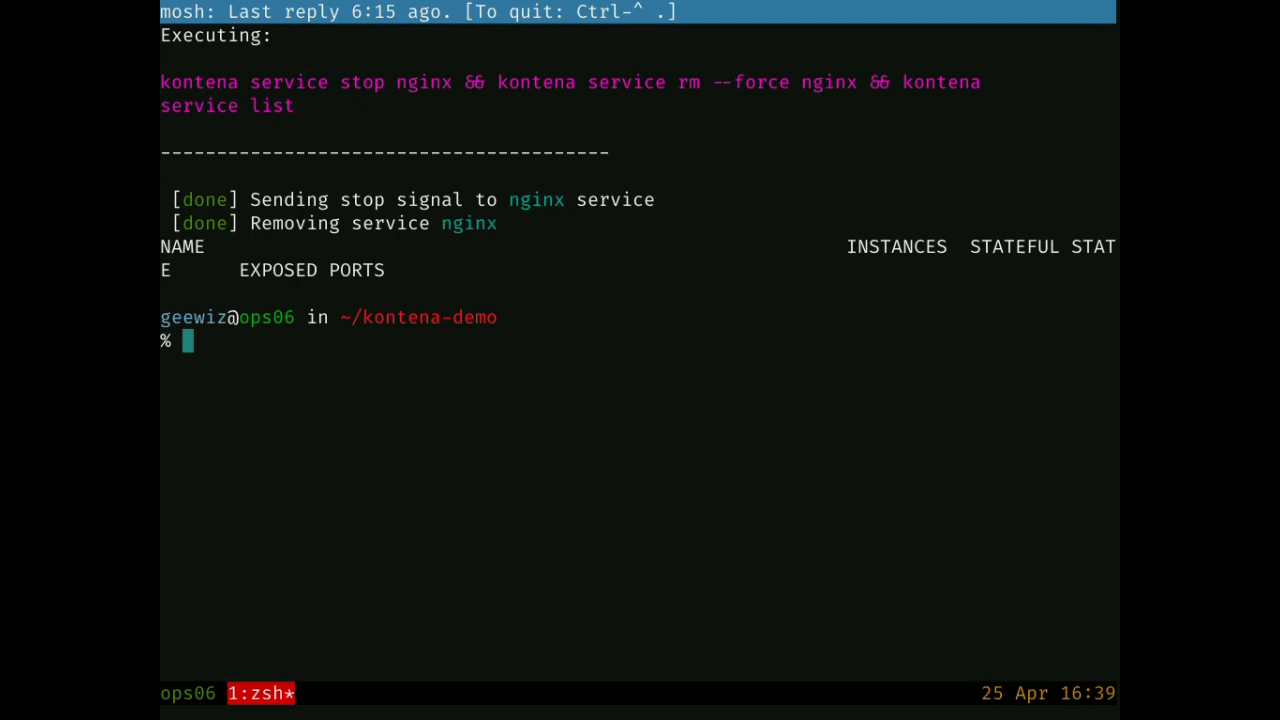 mosh: Last reply 6:15 ago. [To quit: Ctrl-^ .]
Executing:
kontena service stop nginx && kontena service rm --force nginx && kontena
service list
----------------------------------------
[done] Sending stop signal to nginx service
[done] Removing service nginx
NAME INSTANCES STATEFUL STAT
E EXPOSED PORTS
geewiz@ops06 in ~/kontena-demo
%
ops06 1:zsh* 25 Apr 16:39